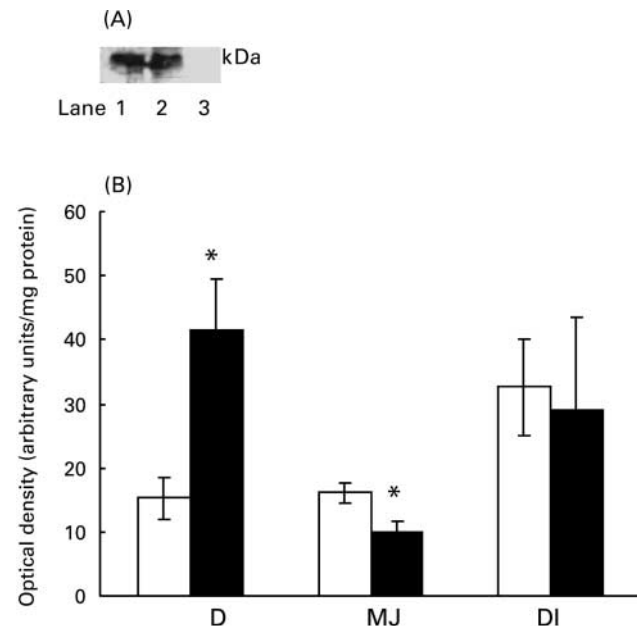 (A)
kDa
Lane 1 2 3
(B)
Optical density (arbitrary units/mg protein)
60
50
40
30
20
10
0
*
*
D MJ DI